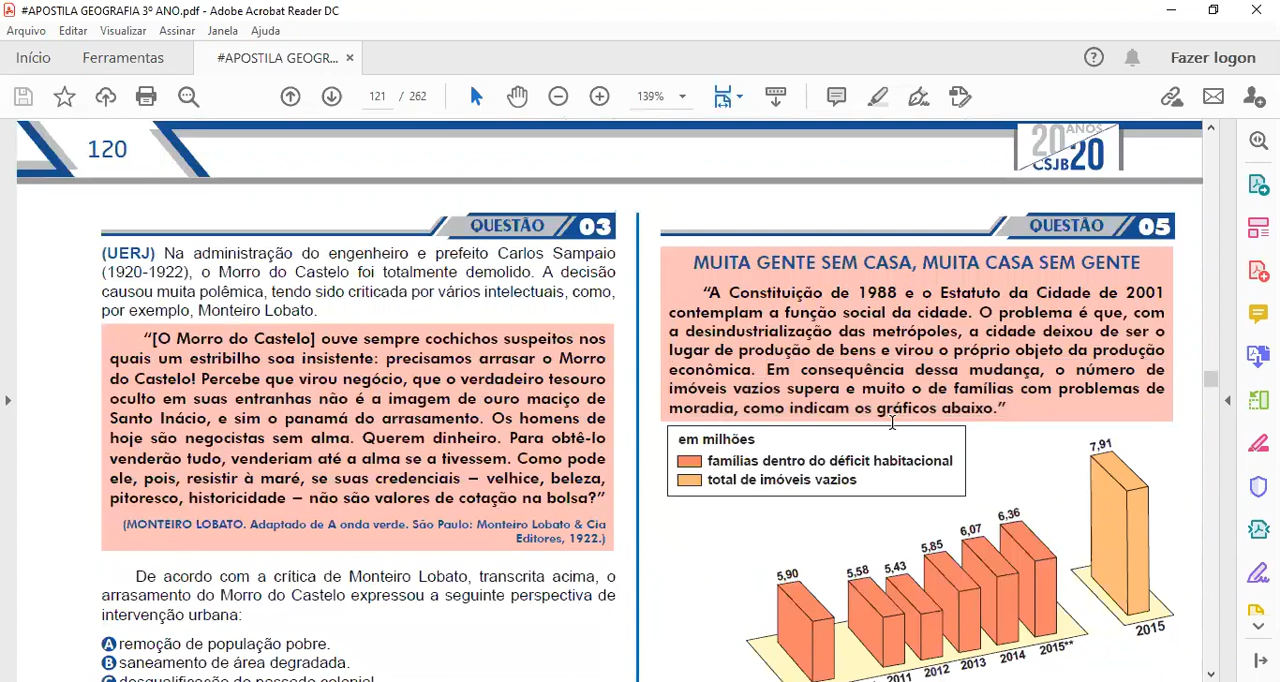 #APOSTILA GEOGRAFIA 3º ANO.pdf - Adobe Acrobat Reader DC
Arquivo Editar Visualizar Assinar Janela Ajuda
Início Ferramentas #APOSTILA GEOGR... × Fazer logon
121 / 262 139%
120
20 ANOS
CSJB 20
QUESTÃO 03
(UERJ) Na administração do engenheiro e prefeito Carlos Sampaio
(1920-1922), o Morro do Castelo foi totalmente demolido. A decisão
causou muita polêmica, tendo sido criticada por vários intelectuais, como,
por exemplo, Monteiro Lobato.
“[O Morro do Castelo] ouve sempre cochichos suspeitos nos
quais um estribilho soa insistente: precisamos arrasar o Morro
do Castelo! Percebe que virou negócio, que o verdadeiro tesouro
oculto em suas entranhas não é a imagem de ouro maciço de
Santo Inácio, e sim o panamá do arrasamento. Os homens de
hoje são negocistas sem alma. Querem dinheiro. Para obtê-lo
venderão tudo, venderiam até a alma se a tivessem. Como pode
ele, pois, resistir à maré, se suas credenciais – velhice, beleza,
pitoresco, historicidade – não são valores de cotação na bolsa?”
(MONTEIRO LOBATO. Adaptado de A onda verde. São Paulo: Monteiro Lobato & Cia
Editores, 1922.)
De acordo com a crítica de Monteiro Lobato, transcrita acima, o
arrasamento do Morro do Castelo expressou a seguinte perspectiva de
intervenção urbana:
A remoção de população pobre.
B saneamento de área degradada.
C desqualificação do passado colonial
QUESTÃO 05
MUITA GENTE SEM CASA, MUITA CASA SEM GENTE
“A Constituição de 1988 e o Estatuto da Cidade de 2001
contemplam a função social da cidade. O problema é que, com
a desindustrialização das metrópoles, a cidade deixou de ser o
lugar de produção de bens e virou o próprio objeto da produção
econômica. Em consequência dessa mudança, o número de
imóveis vazios supera e muito o de famílias com problemas de
moradia, como indicam os gráficos abaixo.”
em milhões
famílias dentro do déficit habitacional
total de imóveis vazios
5,90 5,58 5,43 5,85 6,07 6,36 7,91
2011 2012 2013 2014 2015** 2015